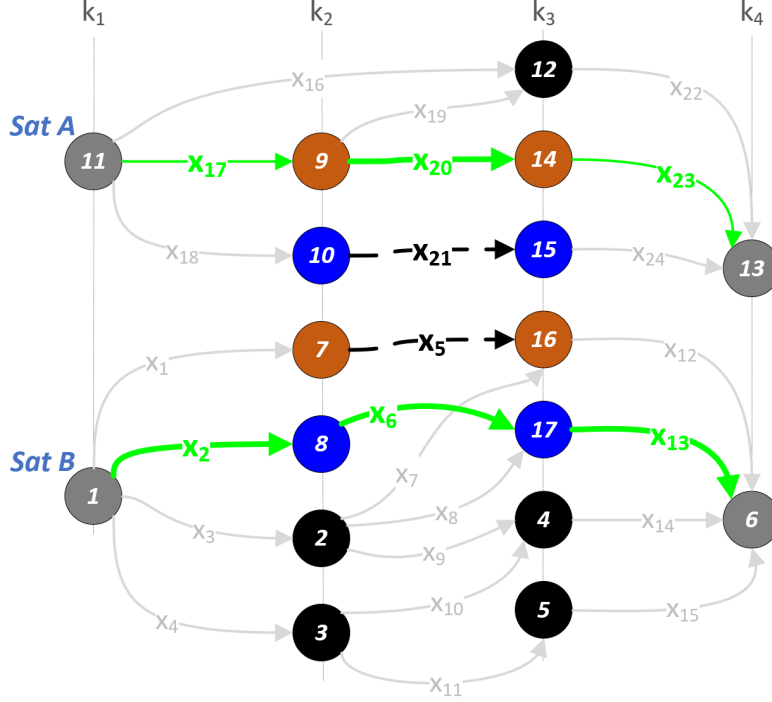 k₁ k₂ k₃ k₄
12
x₁₆
x₂₂
x₁₉
Sat A
11 x₁₇ 9 x₂₀ 14
x₂₃
x₁₈ 10 x₂₁ 15 x₂₄ 13
x₁ 7 x₅ 16 x₁₂
x₆
Sat B x₂ 8 17 x₁₃
x₇
1
x₃ 2 x₈ 4 x₁₄ 6
x₉
x₁₀ 5 x₁₅
x₄ 3
x₁₁